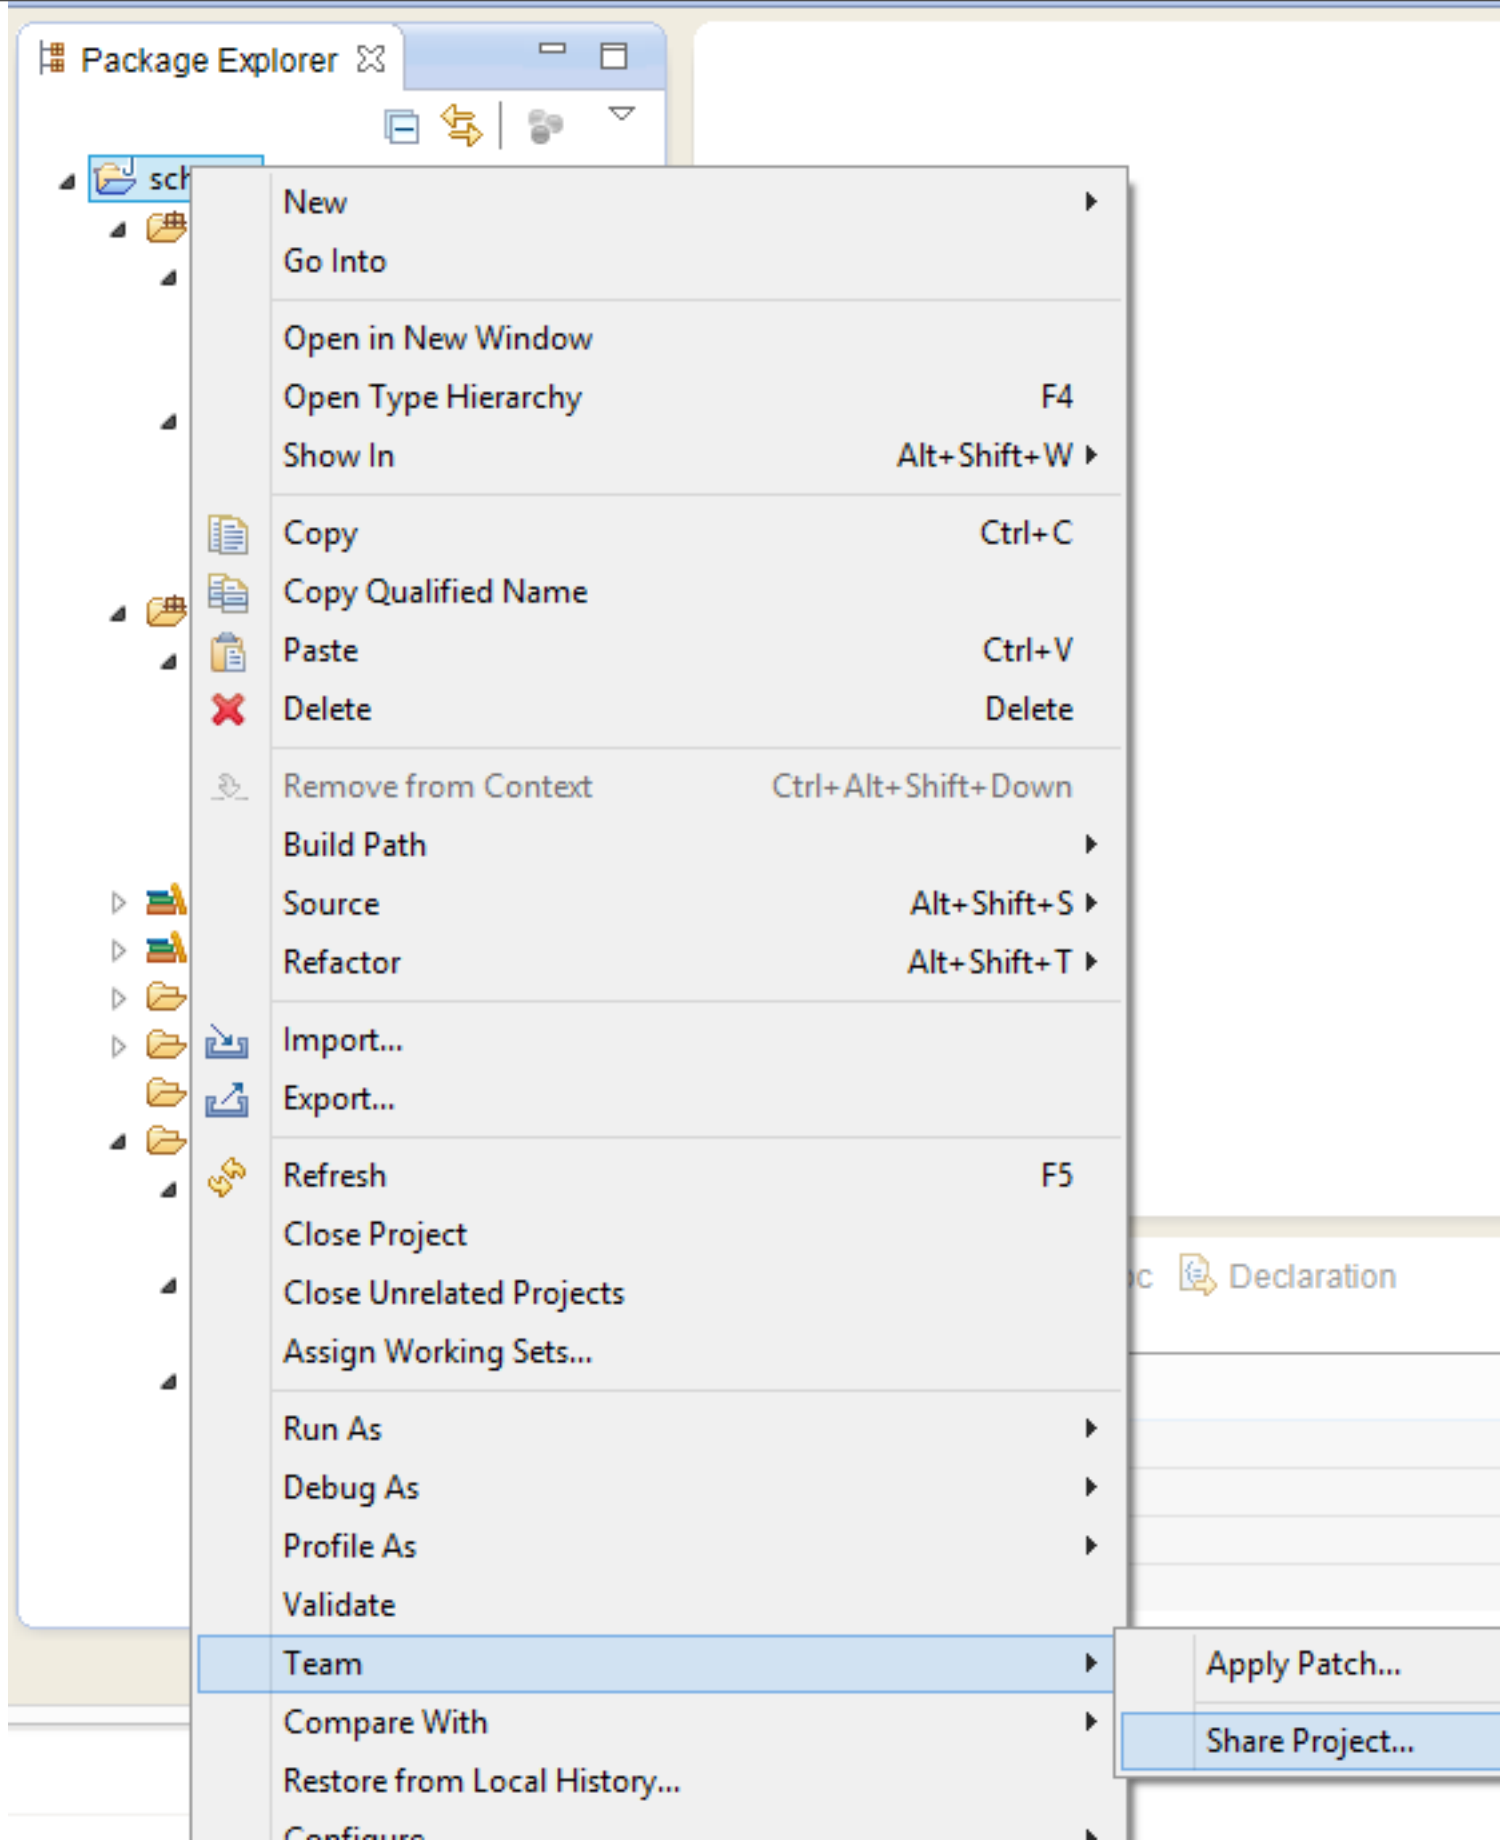 Package Explorer
sch
New
Go Into
Open in New Window
Open Type Hierarchy F4
Show In Alt+Shift+W
Copy Ctrl+C
Copy Qualified Name
Paste Ctrl+V
Delete Delete
Remove from Context Ctrl+Alt+Shift+Down
Build Path
Source Alt+Shift+S
Refactor Alt+Shift+T
Import...
Export...
Refresh F5
Close Project
oc Declaration
Close Unrelated Projects
Assign Working Sets...
Run As
Debug As
Profile As
Validate
Team
Apply Patch...
Compare With
Share Project...
Restore from Local History...
Configure